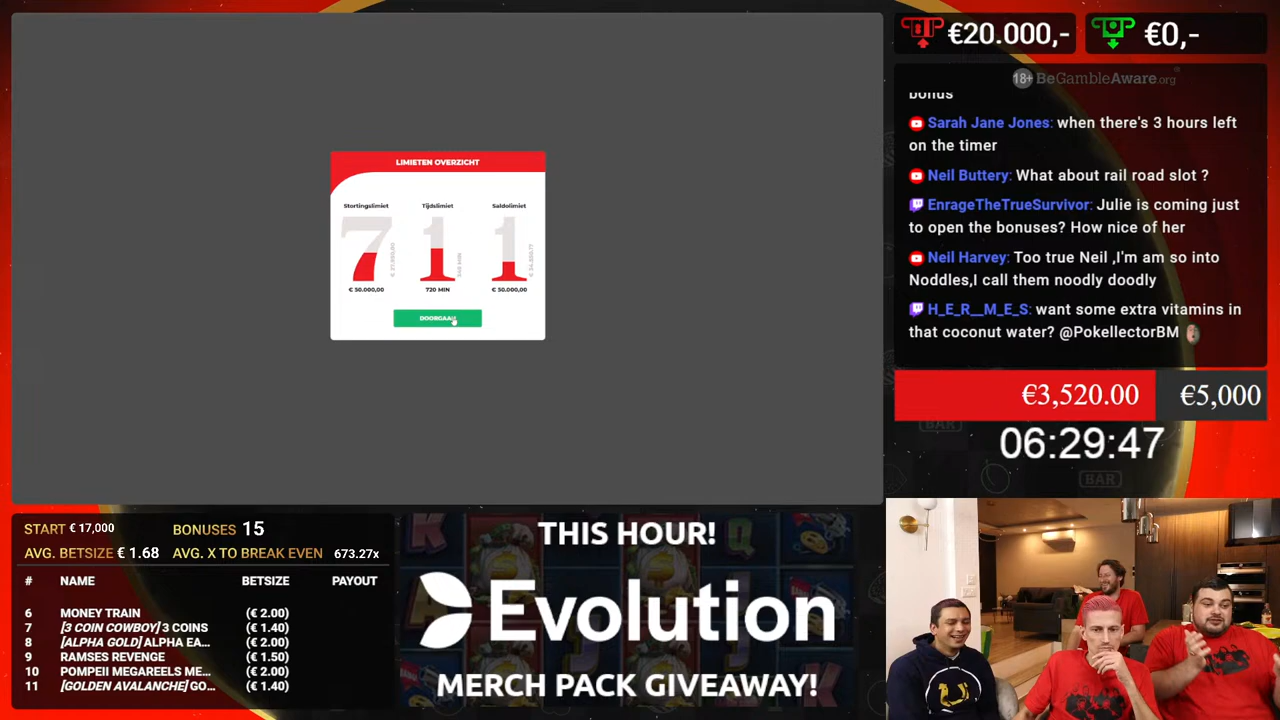 €20.000,-
€0,-
18+ BeGambleAware.org
bonus
Sarah Jane Jones: when there's 3 hours left
on the timer
Neil Buttery: What about rail road slot ?
EnrageTheTrueSurvivor: Julie is coming just
to open the bonuses? How nice of her
Neil Harvey: Too true Neil ,I'm am so into
Noddles,I call them noodly doodly
H_E_R__M_E_S: want some extra vitamins in
that coconut water? @PokellectorBM
LIMIETEN OVERZICHT
Stortingslimiet Tijdslimiet Saldolimiet
7 1 1
€ 50.000,00 720 MIN € 50.000,00
DOORGAAN
€3,520.00 €5,000
06:29:47
BAR
BAR
START € 17,000 BONUSES 15
AVG. BETSIZE € 1.68 AVG. X TO BREAK EVEN 673.27x
# NAME BETSIZE PAYOUT
6 MONEY TRAIN (€ 2.00)
7 [3 COIN COWBOY] 3 COINS (€ 1.40)
8 [ALPHA GOLD] ALPHA EA... (€ 2.00)
9 RAMSES REVENGE (€ 1.50)
10 POMPEII MEGAREELS ME... (€ 2.00)
11 [GOLDEN AVALANCHE] GO... (€ 1.40)
THIS HOUR!
Evolution
MERCH PACK GIVEAWAY!